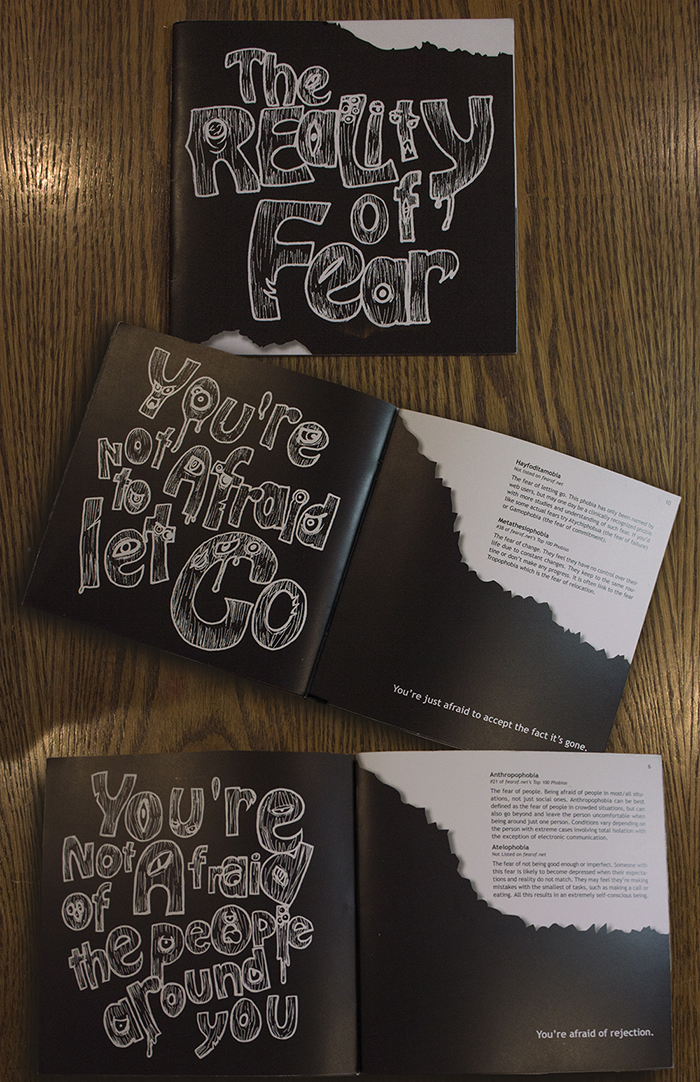 The
Reality
of
Fear
You're
Not Afraid
to
let Go
10
Hayfoditamobia
Not listed on fearof.net
The fear of letting go. This phobia has only been named by
web users, but may one day be a clinically recognized phobia
with more studies and understanding of such fear. If you'd
like some actual fears try Atychiphobia (the fear of failure)
or Gamophobia (the fear of commitment).
Metathesiophobia
#38 of fearof.net's Top 100 Phobias
The fear of change. They feel they have no control over their
life due to constant changes. They keep to the same rou-
tine or don't make any progress. It is often link to the fear
Tropophobia which is the fear of relocation.
You're just afraid to accept the fact it's gone.
You're
Not Afraid
of
the people
around
you
6
Anthropophobia
#21 of fearof.net's Top 100 Phobias
The fear of people. Being afraid of people in most/all situ-
ations, not just social ones. Anthropophobia can be best
defined as the fear of people in crowded situations, but can
also go beyond and leave the person uncomfortable when
being around just one person. Conditions vary depending on
the person with extreme cases involving total isolation with
the exception of electronic communication.
Atelophobia
Not Listed on fearof.net
The fear of not being good enough or imperfect. Someone with
this fear is likely to become depressed when their expecta-
tions and reality do not match. They may feel they're making
mistakes with the smallest of tasks, such as making a call or
eating. All this results in an extremely self-conscious being.
You're afraid of rejection.